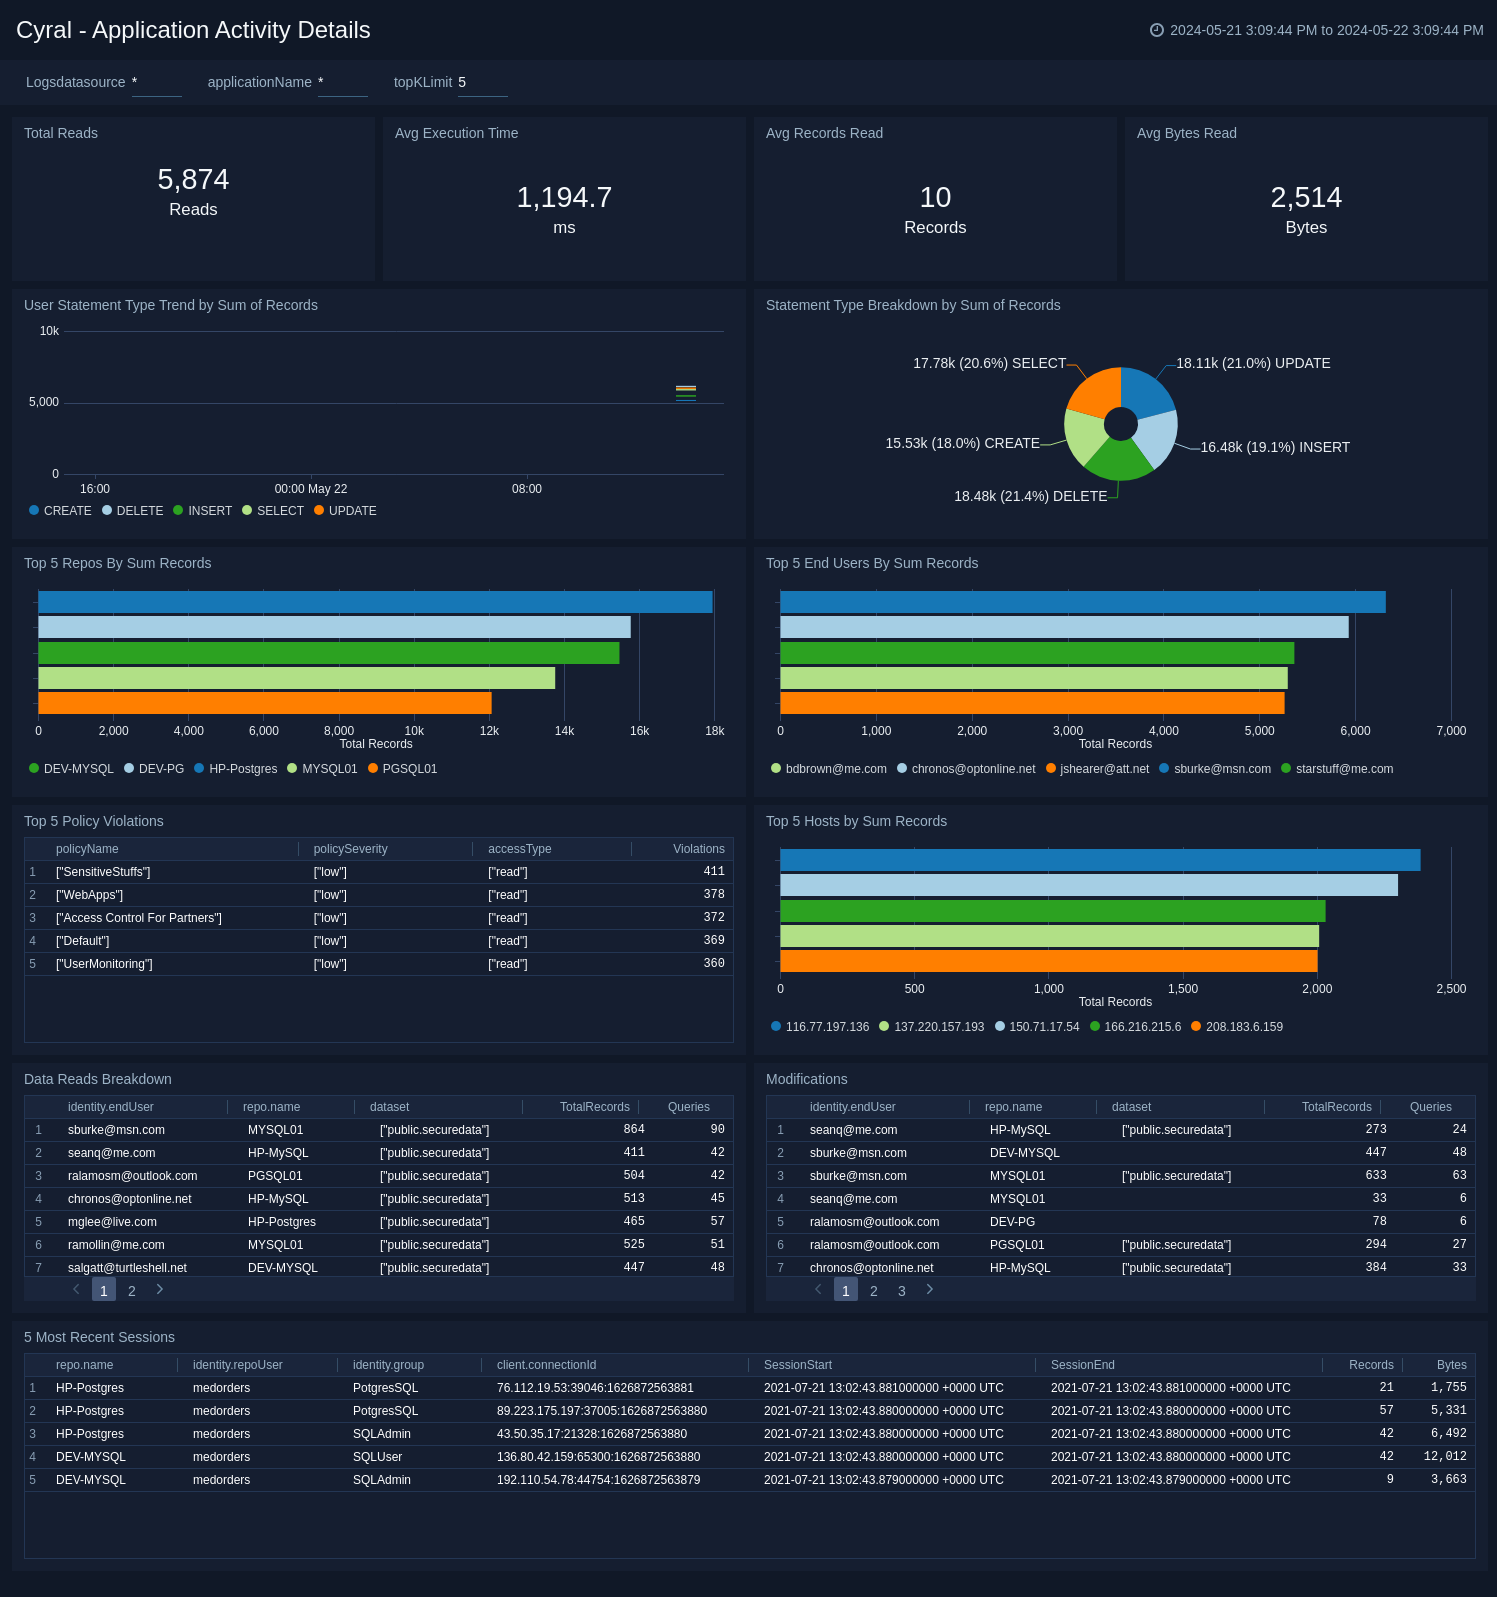 Cyral - Application Activity Details
2024-05-21 3:09:44 PM to 2024-05-22 3:09:44 PM
Logsdatasource * applicationName * topKLimit 5
Total Reads
5,874
Reads
Avg Execution Time
1,194.7
ms
Avg Records Read
10
Records
Avg Bytes Read
2,514
Bytes
User Statement Type Trend by Sum of Records
10k
5,000
0
16:00 00:00 May 22 08:00
CREATE DELETE INSERT SELECT UPDATE
Statement Type Breakdown by Sum of Records
17.78k (20.6%) SELECT 18.11k (21.0%) UPDATE
15.53k (18.0%) CREATE 16.48k (19.1%) INSERT
18.48k (21.4%) DELETE
Top 5 Repos By Sum Records
0 2,000 4,000 6,000 8,000 10k 12k 14k 16k 18k
Total Records
DEV-MYSQL DEV-PG HP-Postgres MYSQL01 PGSQL01
Top 5 End Users By Sum Records
0 1,000 2,000 3,000 4,000 5,000 6,000 7,000
Total Records
bdbrown@me.com chronos@optonline.net jshearer@att.net sburke@msn.com starstuff@me.com
Top 5 Policy Violations
policyName policySeverity accessType Violations
1 ["SensitiveStuffs"] ["low"] ["read"] 411
2 ["WebApps"] ["low"] ["read"] 378
3 ["Access Control For Partners"] ["low"] ["read"] 372
4 ["Default"] ["low"] ["read"] 369
5 ["UserMonitoring"] ["low"] ["read"] 360
Top 5 Hosts by Sum Records
0 500 1,000 1,500 2,000 2,500
Total Records
116.77.197.136 137.220.157.193 150.71.17.54 166.216.215.6 208.183.6.159
Data Reads Breakdown
identity.endUser repo.name dataset TotalRecords Queries
1 sburke@msn.com MYSQL01 ["public.securedata"] 864 90
2 seanq@me.com HP-MySQL ["public.securedata"] 411 42
3 ralamosm@outlook.com PGSQL01 ["public.securedata"] 504 42
4 chronos@optonline.net HP-MySQL ["public.securedata"] 513 45
5 mglee@live.com HP-Postgres ["public.securedata"] 465 57
6 ramollin@me.com MYSQL01 ["public.securedata"] 525 51
7 salgatt@turtleshell.net DEV-MYSQL ["public.securedata"] 447 48
1 2
Modifications
identity.endUser repo.name dataset TotalRecords Queries
1 seanq@me.com HP-MySQL ["public.securedata"] 273 24
2 sburke@msn.com DEV-MYSQL 447 48
3 sburke@msn.com MYSQL01 ["public.securedata"] 633 63
4 seanq@me.com MYSQL01 33 6
5 ralamosm@outlook.com DEV-PG 78 6
6 ralamosm@outlook.com PGSQL01 ["public.securedata"] 294 27
7 chronos@optonline.net HP-MySQL ["public.securedata"] 384 33
1 2 3
5 Most Recent Sessions
repo.name identity.repoUser identity.group client.connectionId SessionStart SessionEnd Records Bytes
1 HP-Postgres medorders PotgresSQL 76.112.19.53:39046:1626872563881 2021-07-21 13:02:43.881000000 +0000 UTC 2021-07-21 13:02:43.881000000 +0000 UTC 21 1,755
2 HP-Postgres medorders PotgresSQL 89.223.175.197:37005:1626872563880 2021-07-21 13:02:43.880000000 +0000 UTC 2021-07-21 13:02:43.880000000 +0000 UTC 57 5,331
3 HP-Postgres medorders SQLAdmin 43.50.35.17:21328:1626872563880 2021-07-21 13:02:43.880000000 +0000 UTC 2021-07-21 13:02:43.880000000 +0000 UTC 42 6,492
4 DEV-MYSQL medorders SQLUser 136.80.42.159:65300:1626872563880 2021-07-21 13:02:43.880000000 +0000 UTC 2021-07-21 13:02:43.880000000 +0000 UTC 42 12,012
5 DEV-MYSQL medorders SQLAdmin 192.110.54.78:44754:1626872563879 2021-07-21 13:02:43.879000000 +0000 UTC 2021-07-21 13:02:43.879000000 +0000 UTC 9 3,663